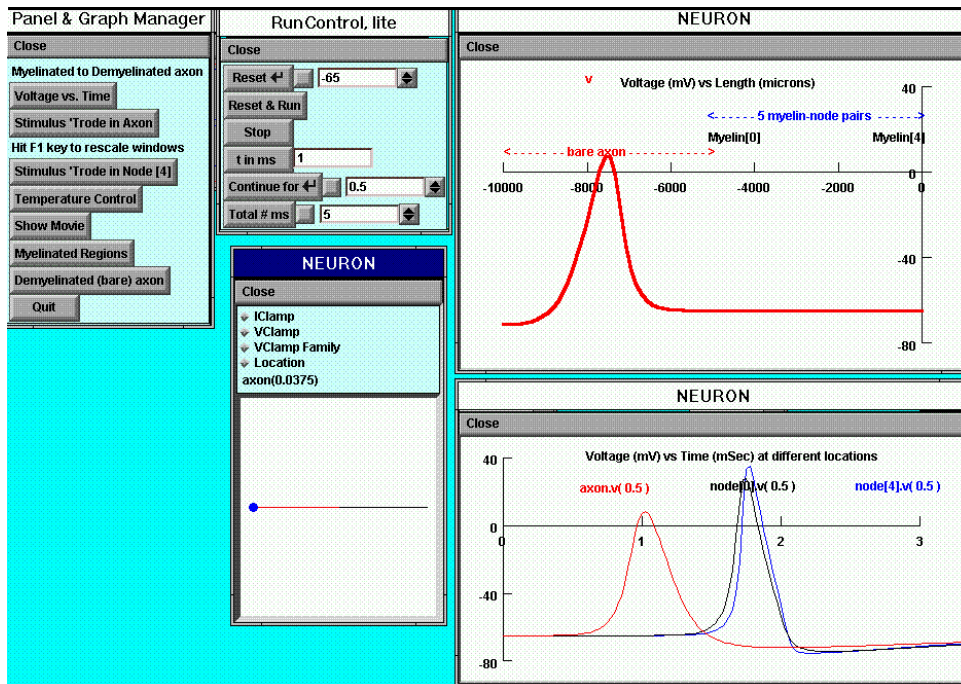 Panel & Graph Manager
Close
Myelinated to Demyelinated axon
Voltage vs. Time
Stimulus 'Trode in Axon
Hit F1 key to rescale windows
Stimulus 'Trode in Node [4]
Temperature Control
Show Movie
Myelinated Regions
Demyelinated (bare) axon
Quit
RunControl, lite
Close
Reset -65
Reset & Run
Stop
t in ms 1
Continue for 0.5
Total # ms 5
NEURON
Close
IClamp
VClamp
VClamp Family
Location
axon(0.0375)
NEURON
Close
v
Voltage (mV) vs Length (microns)
40
5 myelin-node pairs
Myelin[0] Myelin[4]
bare axon
0
-10000 -8000 -6000 -4000 -2000 0
-40
-80
NEURON
Close
Voltage (mV) vs Time (mSec) at different locations
40
axon.v( 0.5 ) node[0].v( 0.5 ) node[4].v( 0.5 )
0
0 1 2 3
-40
-80